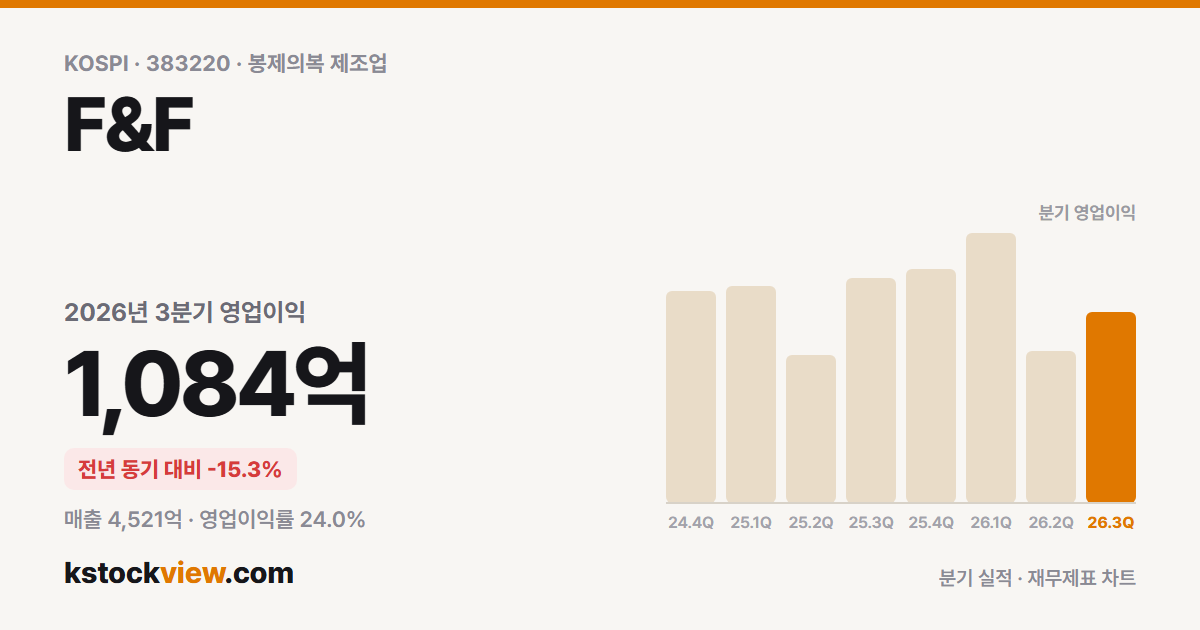 KOSPI · 383220 · 봉제의복 제조업
F&F
분기 영업이익
2026년 3분기 영업이익
1,084억
전년 동기 대비 -15.3%
매출 4,521억 · 영업이익률 24.0%
24.4Q 25.1Q 25.2Q 25.3Q 25.4Q 26.1Q 26.2Q 26.3Q
kstockview.com
분기 실적 · 재무제표 차트